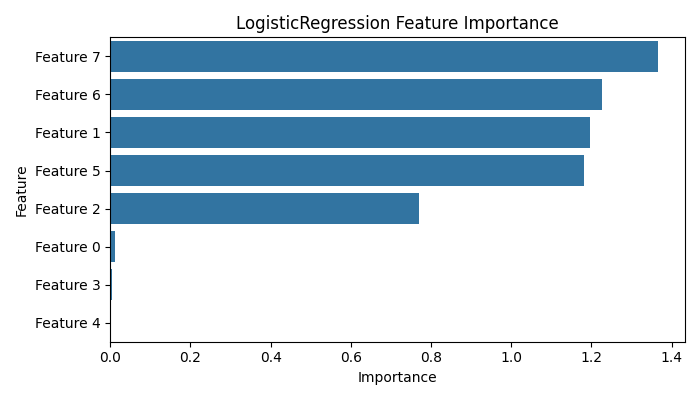 LogisticRegression Feature Importance
Feature
Feature 7
Feature 6
Feature 1
Feature 5
Feature 2
Feature 0
Feature 3
Feature 4
0.0 0.2 0.4 0.6 0.8 1.0 1.2 1.4
Importance